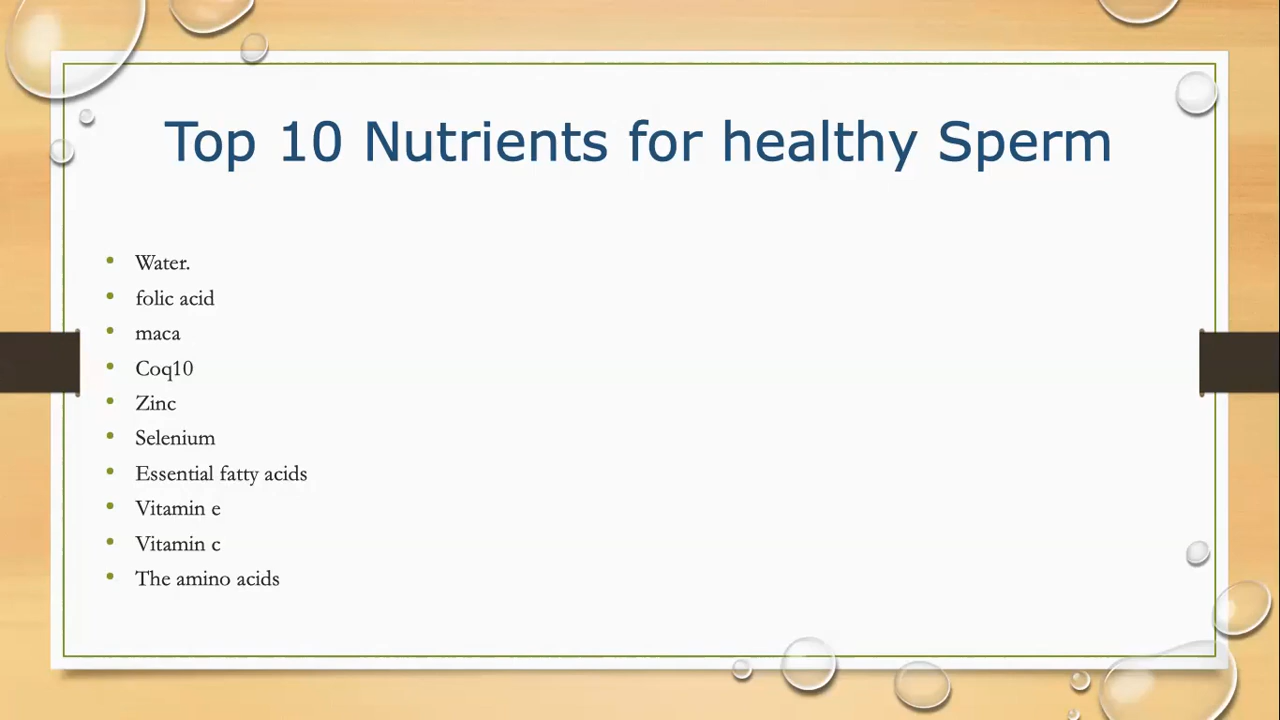 Top 10 Nutrients for healthy Sperm
• Water.
• folic acid
• maca
• Coq10
• Zinc
• Selenium
• Essential fatty acids
• Vitamin e
• Vitamin c
• The amino acids